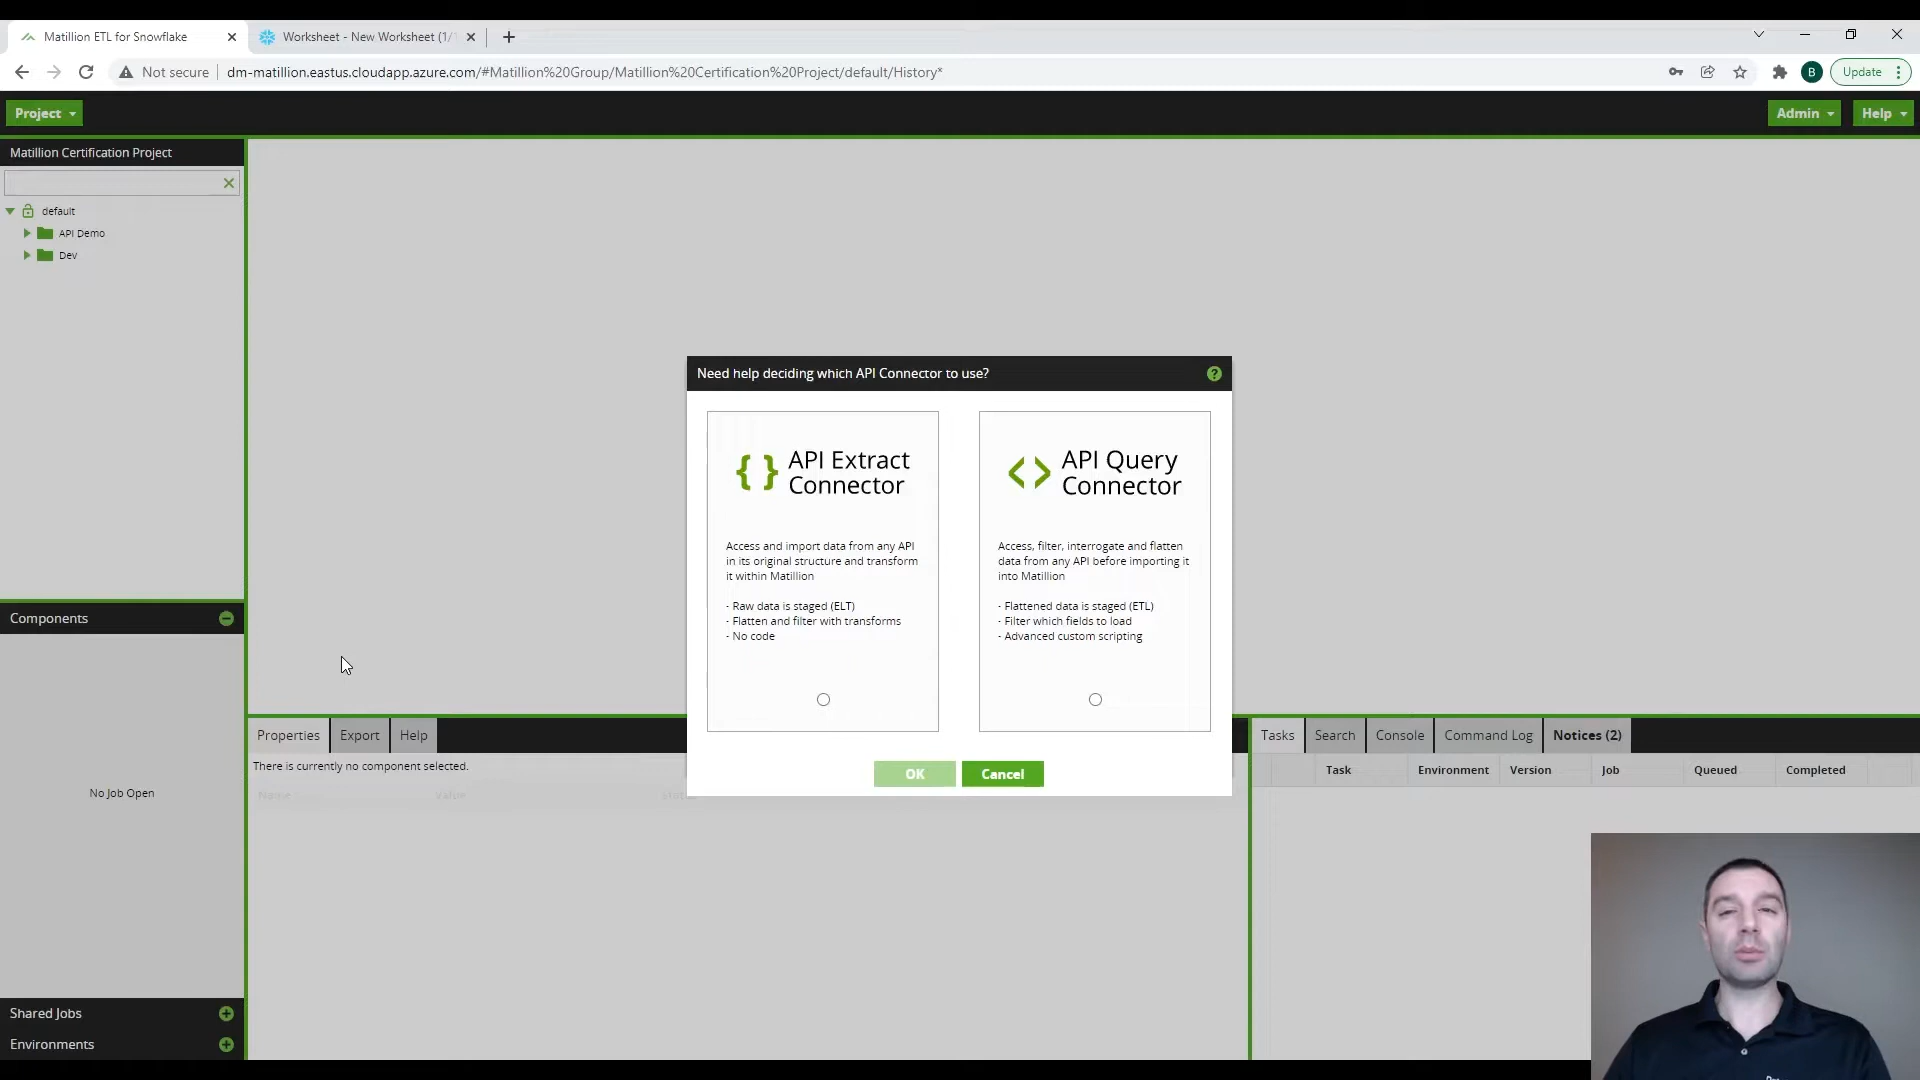 Matillion ETL for Snowflake
Worksheet - New Worksheet (1/
Not secure
dm-matillion.eastus.cloudapp.azure.com/#Matillion%20Group/Matillion%20Certification%20Project/default/History*
B
Update
Project
Admin
Help
Matillion Certification Project
default
API Demo
Dev
Need help deciding which API Connector to use?
{ } API Extract
Connector
Access and import data from any API
in its original structure and transform
it within Matillion
- Raw data is staged (ELT)
- Flatten and filter with transforms
- No code
<> API Query
Connector
Access, filter, interrogate and flatten
data from any API before importing it
into Matillion
- Flattened data is staged (ETL)
- Filter which fields to load
- Advanced custom scripting
OK
Cancel
Components
No Job Open
Shared Jobs
Environments
Properties
Export
Help
There is currently no component selected.
Name
Value
Status
Tasks
Search
Console
Command Log
Notices (2)
Task
Environment
Version
Job
Queued
Completed